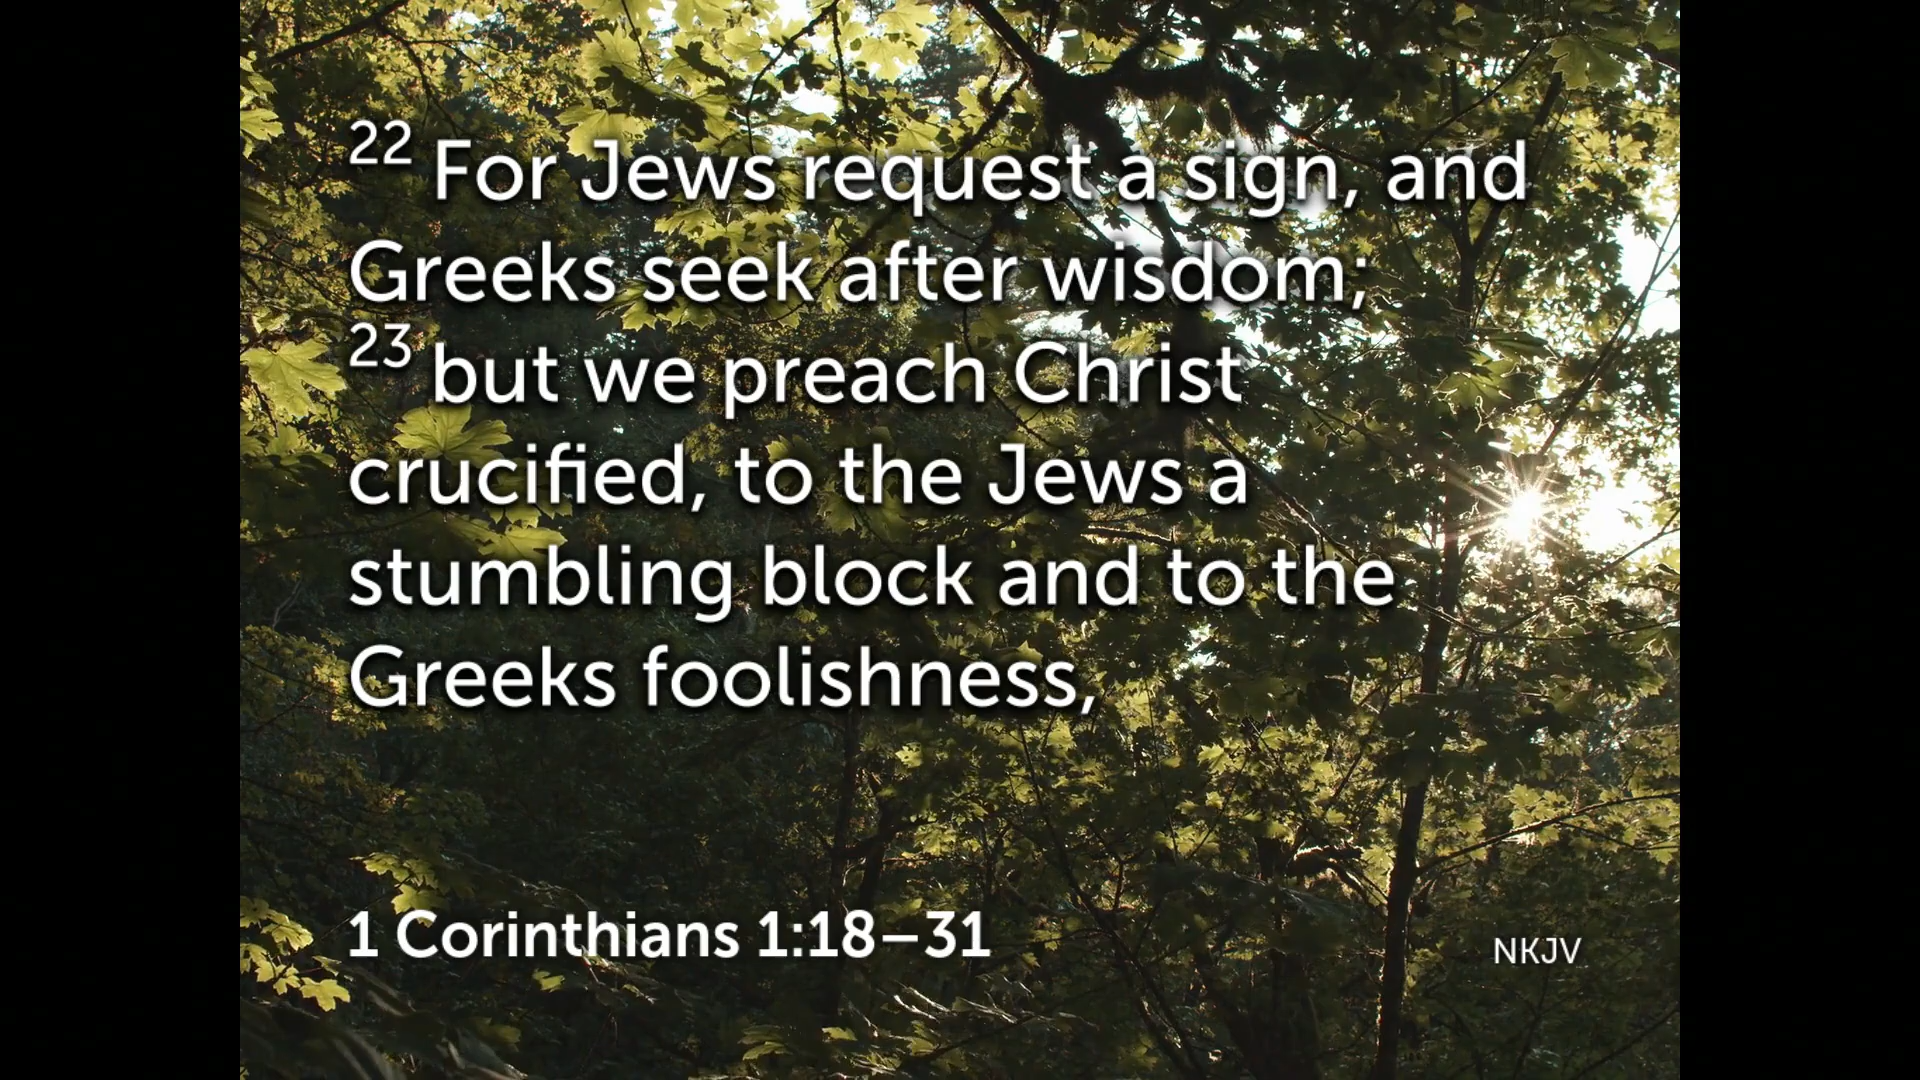 22 For Jews request a sign, and
Greeks seek after wisdom;
23 but we preach Christ
crucified, to the Jews a
stumbling block and to the
Greeks foolishness,
1 Corinthians 1:18–31
NKJV